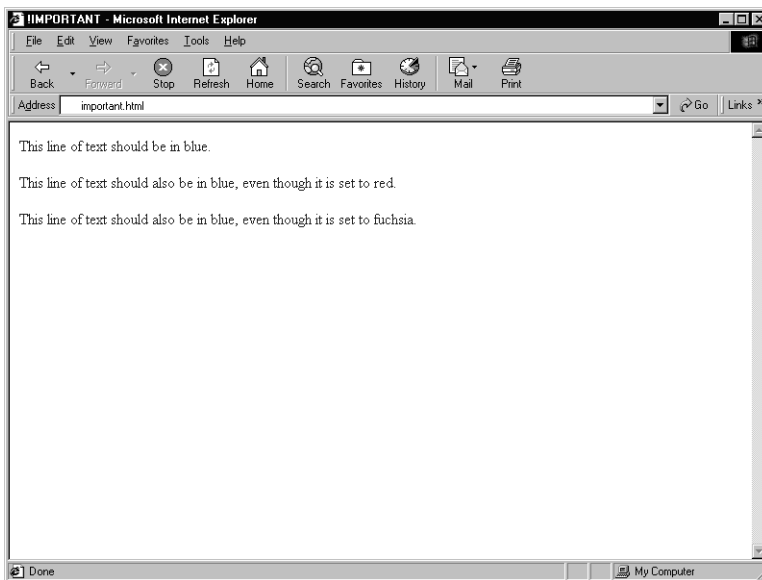 !IMPORTANT - Microsoft Internet Explorer
File Edit View Favorites Tools Help
Back Forward Stop Refresh Home Search Favorites History Mail Print
Address important.html Go Links »
This line of text should be in blue.
This line of text should also be in blue, even though it is set to red.
This line of text should also be in blue, even though it is set to fuchsia.
Done My Computer